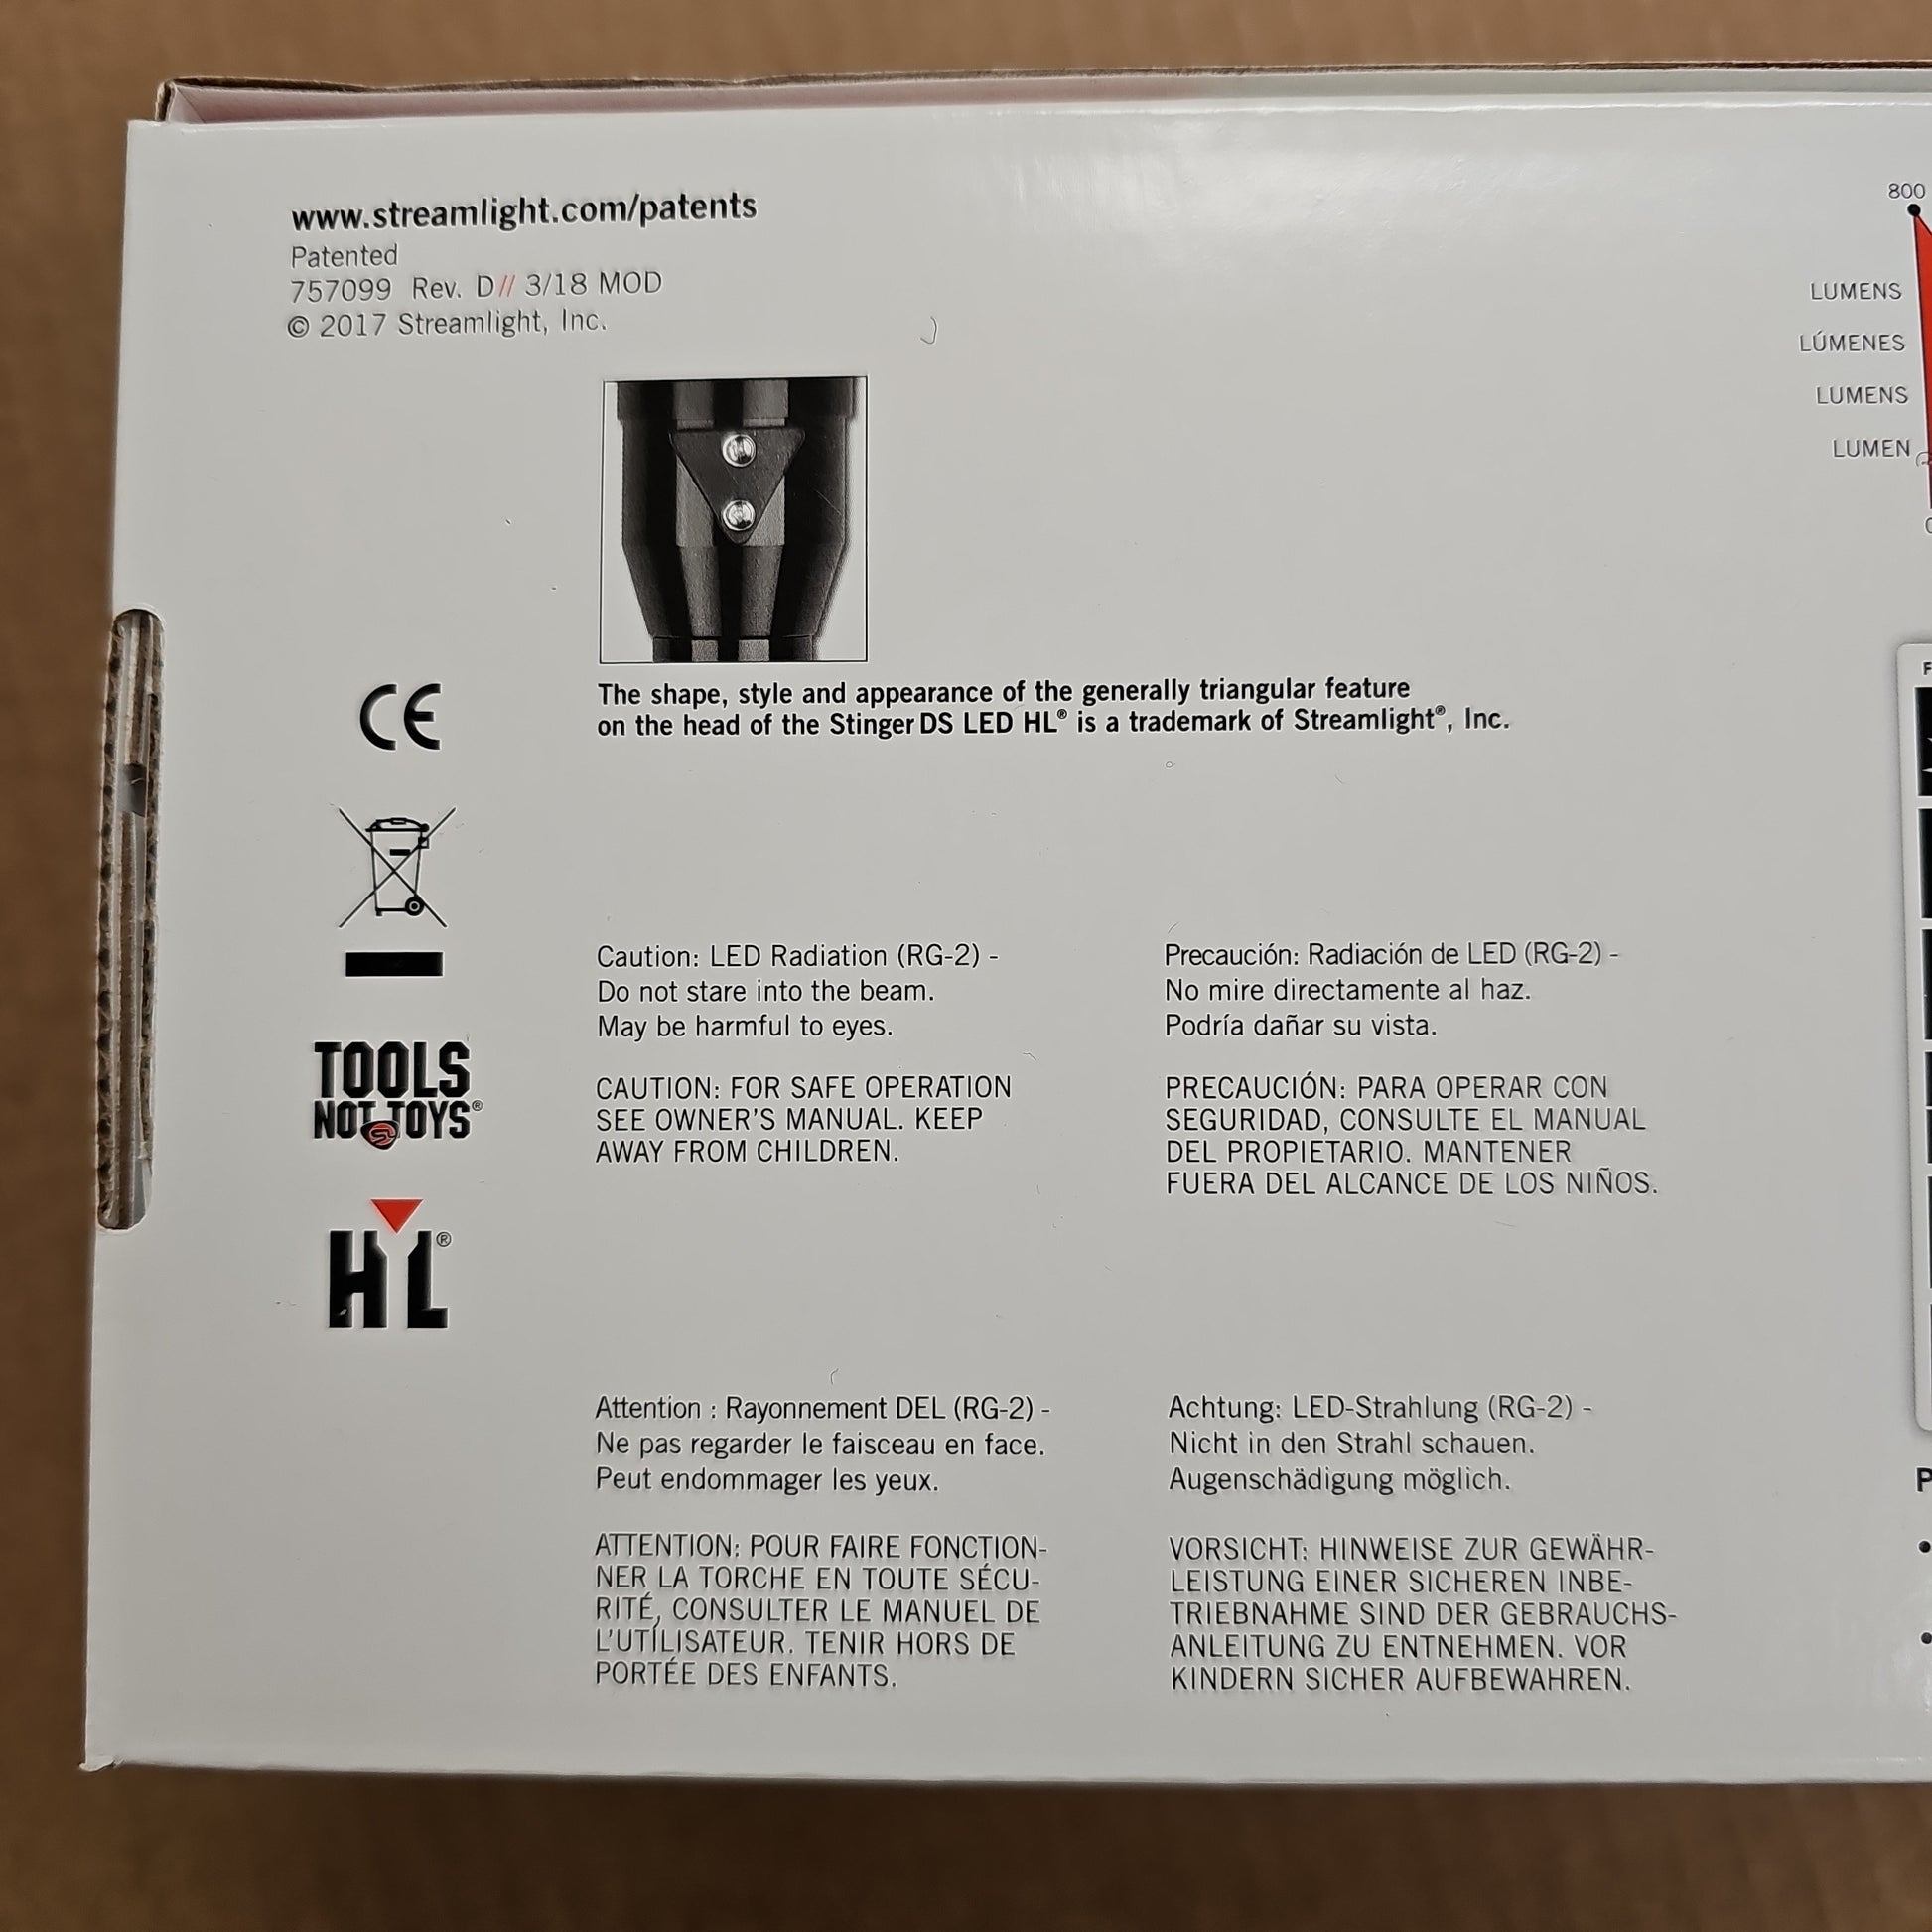 www.streamlight.com/patents
Patented
757099 Rev. D// 3/18 MOD
© 2017 Streamlight, Inc.
800
LUMENS
LÚMENES
LUMENS
LUMEN
The shape, style and appearance of the generally triangular feature
on the head of the Stinger DS LED HL® is a trademark of Streamlight®, Inc.
CE
TOOLS
NOT TOYS®
HL®
Caution: LED Radiation (RG-2) -
Do not stare into the beam.
May be harmful to eyes.
CAUTION: FOR SAFE OPERATION
SEE OWNER'S MANUAL. KEEP
AWAY FROM CHILDREN.
Precaución: Radiación de LED (RG-2) -
No mire directamente al haz.
Podría dañar su vista.
PRECAUCIÓN: PARA OPERAR CON
SEGURIDAD, CONSULTE EL MANUAL
DEL PROPIETARIO. MANTENER
FUERA DEL ALCANCE DE LOS NIÑOS.
Attention : Rayonnement DEL (RG-2) -
Ne pas regarder le faisceau en face.
Peut endommager les yeux.
ATTENTION: POUR FAIRE FONCTION-
NER LA TORCHE EN TOUTE SÉCU-
RITÉ, CONSULTER LE MANUEL DE
L'UTILISATEUR. TENIR HORS DE
PORTÉE DES ENFANTS.
Achtung: LED-Strahlung (RG-2) -
Nicht in den Strahl schauen.
Augenschädigung möglich.
VORSICHT: HINWEISE ZUR GEWÄHR-
LEISTUNG EINER SICHEREN INBE-
TRIEBNAHME SIND DER GEBRAUCHS-
ANLEITUNG ZU ENTNEHMEN. VOR
KINDERN SICHER AUFBEWAHREN.